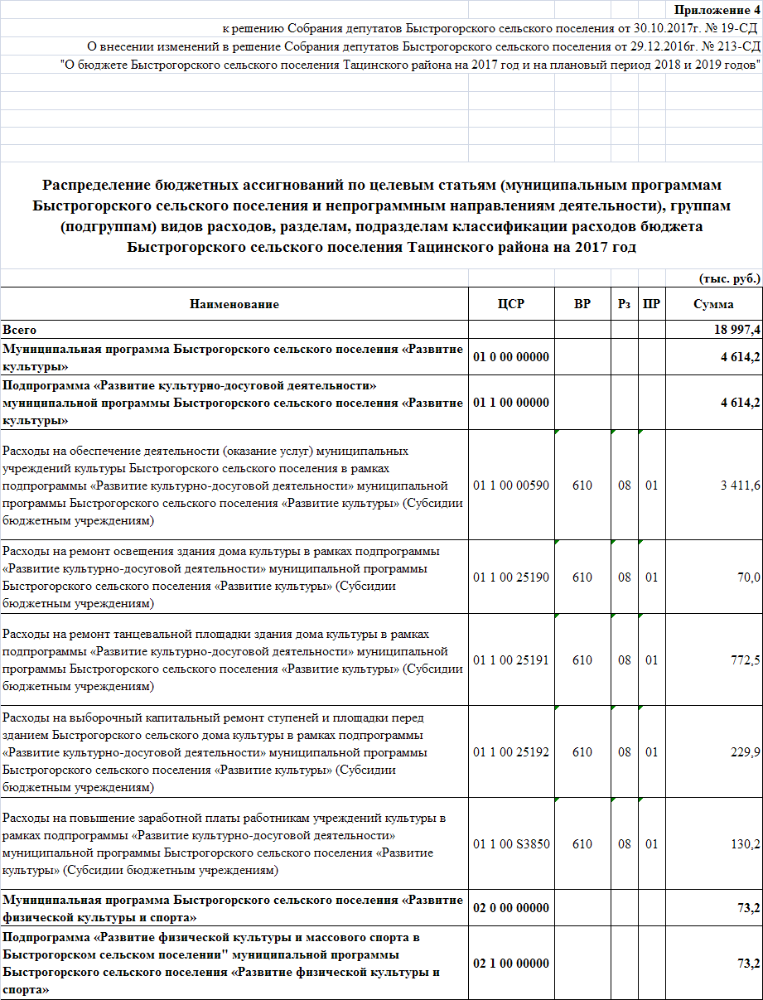 Приложение 4
к решению Собрания депутатов Быстрогорского сельского поселения от 30.10.2017г. № 19-СД
О внесении изменений в решение Собрания депутатов Быстрогорского сельского поселения от 29.12.2016г. № 213-СД
"О бюджете Быстрогорского сельского поселения Тацинского района на 2017 год и на плановый период 2018 и 2019 годов"
Распределение бюджетных ассигнований по целевым статьям (муниципальным программам
Быстрогорского сельского поселения и непрограммным направлениям деятельности), группам
(подгруппам) видов расходов, разделам, подразделам классификации расходов бюджета
Быстрогорского сельского поселения Тацинского района на 2017 год
(тыс. руб.)
Наименование ЦСР ВР Рз ПР Сумма
Всего 18 997,4
Муниципальная программа Быстрогорского сельского поселения «Развитие
культуры» 01 0 00 00000 4 614,2
Подпрограмма «Развитие культурно-досуговой деятельности»
муниципальной программы Быстрогорского сельского поселения «Развитие
культуры» 01 1 00 00000 4 614,2
Расходы на обеспечение деятельности (оказание услуг) муниципальных
учреждений культуры Быстрогорского сельского поселения в рамках
подпрограммы «Развитие культурно-досуговой деятельности» муниципальной
программы Быстрогорского сельского поселения «Развитие культуры» (Субсидии
бюджетным учреждениям) 01 1 00 00590 610 08 01 3 411,6
Расходы на ремонт освещения здания дома культуры в рамках подпрограммы
«Развитие культурно-досуговой деятельности» муниципальной программы
Быстрогорского сельского поселения «Развитие культуры» (Субсидии
бюджетным учреждениям) 01 1 00 25190 610 08 01 70,0
Расходы на ремонт танцевальной площадки здания дома культуры в рамках
подпрограммы «Развитие культурно-досуговой деятельности» муниципальной
программы Быстрогорского сельского поселения «Развитие культуры» (Субсидии
бюджетным учреждениям) 01 1 00 25191 610 08 01 772,5
Расходы на выборочный капитальный ремонт ступеней и площадки перед
зданием Быстрогорского сельского дома культуры в рамках подпрограммы
«Развитие культурно-досуговой деятельности» муниципальной программы
Быстрогорского сельского поселения «Развитие культуры» (Субсидии
бюджетным учреждениям) 01 1 00 25192 610 08 01 229,9
Расходы на повышение заработной платы работникам учреждений культуры в
рамках подпрограммы «Развитие культурно-досуговой деятельности»
муниципальной программы Быстрогорского сельского поселения «Развитие
культуры» (Субсидии бюджетным учреждениям) 01 1 00 S3850 610 08 01 130,2
Муниципальная программа Быстрогорского сельского поселения «Развитие
физической культуры и спорта» 02 0 00 00000 73,2
Подпрограмма «Развитие физической культуры и массового спорта в
Быстрогорском сельском поселении" муниципальной программы
Быстрогорского сельского поселения «Развитие физической культуры и
спорта» 02 1 00 00000 73,2